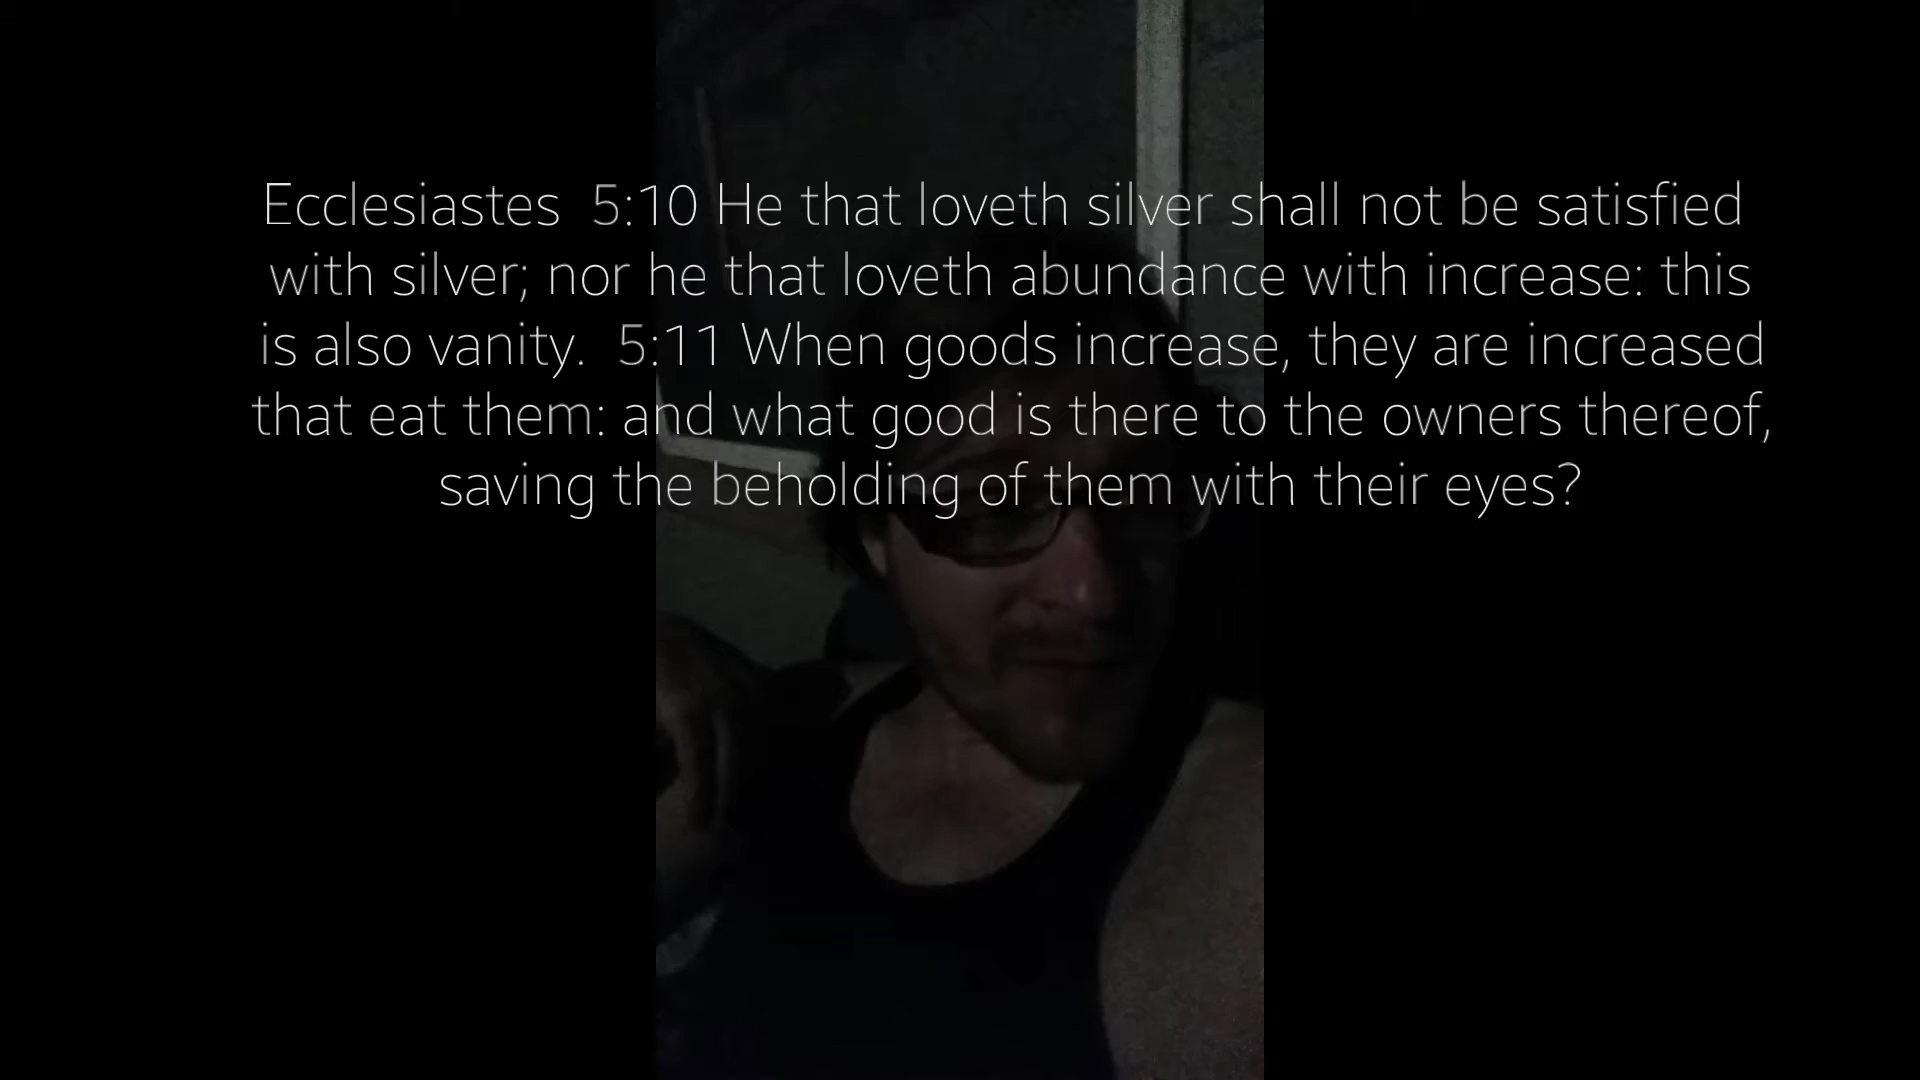 Ecclesiastes  5:10 He that loveth silver shall not be satisfied
with silver; nor he that loveth abundance with increase: this
is also vanity.  5:11 When goods increase, they are increased
that eat them: and what good is there to the owners thereof,
saving the beholding of them with their eyes?